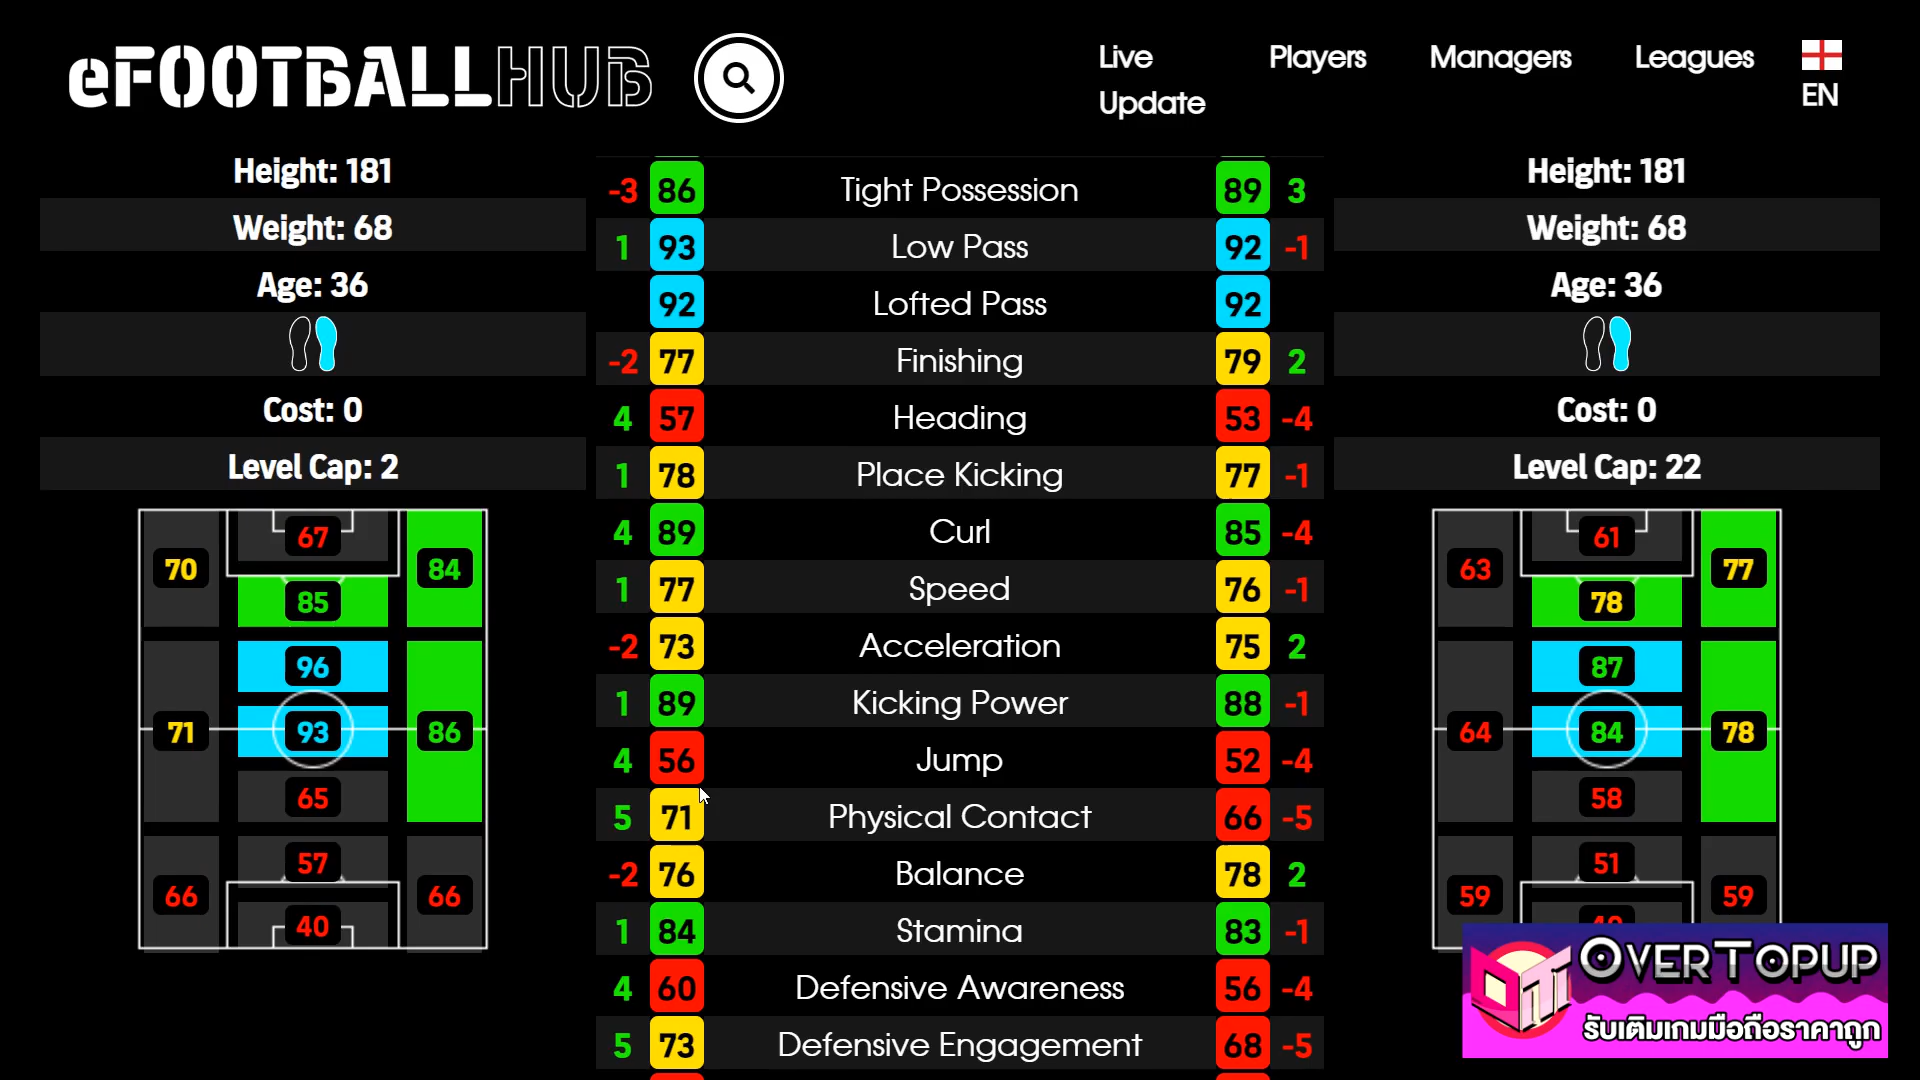 eFOOTBALLHUB
Live Update
Players
Managers
Leagues
EN
Height: 181
Weight: 68
Age: 36
Cost: 0
Level Cap: 2
67
70
84
85
96
71
93
86
65
57
66
66
40
-3 86 Tight Possession 89 3
1 93 Low Pass 92 -1
92 Lofted Pass 92
-2 77 Finishing 79 2
4 57 Heading 53 -4
1 78 Place Kicking 77 -1
4 89 Curl 85 -4
1 77 Speed 76 -1
-2 73 Acceleration 75 2
1 89 Kicking Power 88 -1
4 56 Jump 52 -4
5 71 Physical Contact 66 -5
-2 76 Balance 78 2
1 84 Stamina 83 -1
4 60 Defensive Awareness 56 -4
5 73 Defensive Engagement 68 -5
Height: 181
Weight: 68
Age: 36
Cost: 0
Level Cap: 22
61
63
77
78
87
64
84
78
58
51
59
59
OVERTOPUP
รับเติมเกมมือถือราคาถูก